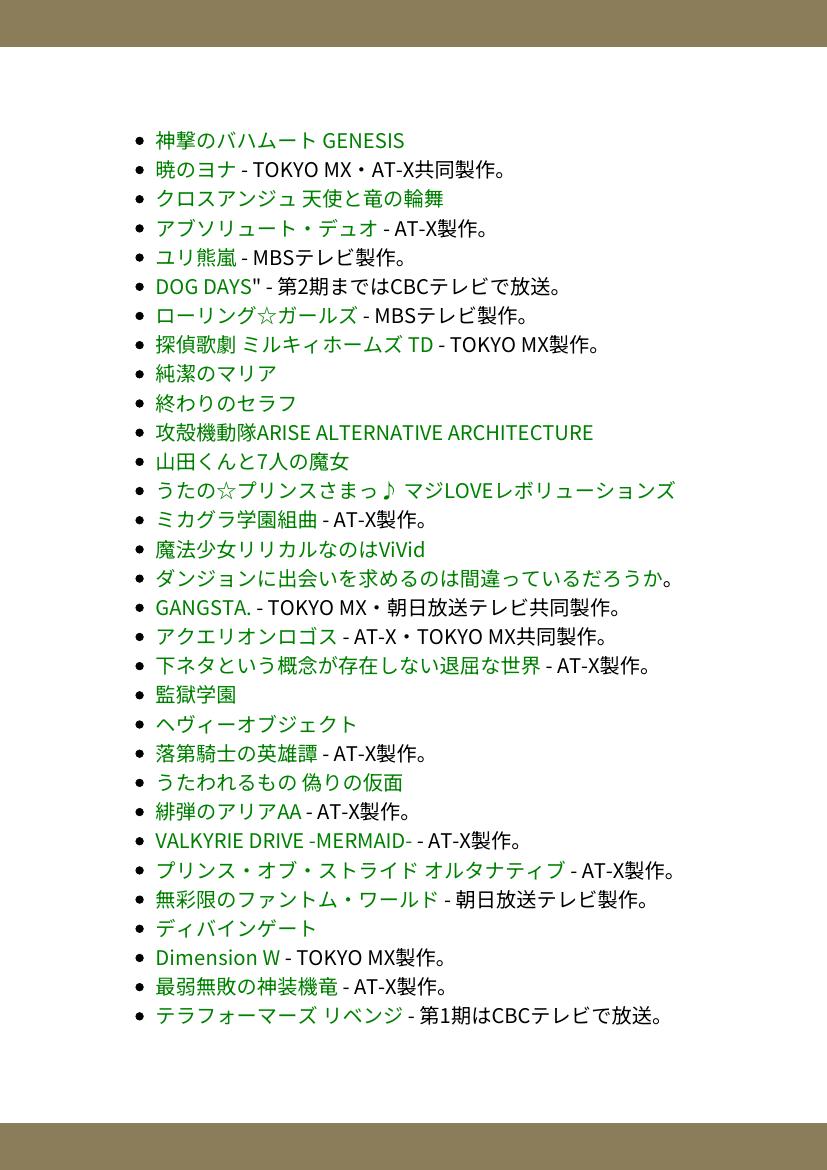 • 神撃のバハムート GENESIS
• 暁のヨナ - TOKYO MX・AT-X共同製作。
• クロスアンジュ 天使と竜の輪舞
• アブソリュート・デュオ - AT-X製作。
• ユリ熊嵐 - MBSテレビ製作。
• DOG DAYS" - 第2期まではCBCテレビで放送。
• ローリング☆ガールズ - MBSテレビ製作。
• 探偵歌劇 ミルキィホームズ TD - TOKYO MX製作。
• 純潔のマリア
• 終わりのセラフ
• 攻殻機動隊ARISE ALTERNATIVE ARCHITECTURE
• 山田くんと7人の魔女
• うたの☆プリンスさまっ♪ マジLOVEレボリューションズ
• ミカグラ学園組曲 - AT-X製作。
• 魔法少女リリカルなのはViVid
• ダンジョンに出会いを求めるのは間違っているだろうか。
• GANGSTA. - TOKYO MX・朝日放送テレビ共同製作。
• アクエリオンロゴス - AT-X・TOKYO MX共同製作。
• 下ネタという概念が存在しない退屈な世界 - AT-X製作。
• 監獄学園
• ヘヴィーオブジェクト
• 落第騎士の英雄譚 - AT-X製作。
• うたわれるもの 偽りの仮面
• 緋弾のアリアAA - AT-X製作。
• VALKYRIE DRIVE -MERMAID- - AT-X製作。
• プリンス・オブ・ストライド オルタナティブ - AT-X製作。
• 無彩限のファントム・ワールド - 朝日放送テレビ製作。
• ディバインゲート
• Dimension W - TOKYO MX製作。
• 最弱無敗の神装機竜 - AT-X製作。
• テラフォーマーズ リベンジ - 第1期はCBCテレビで放送。